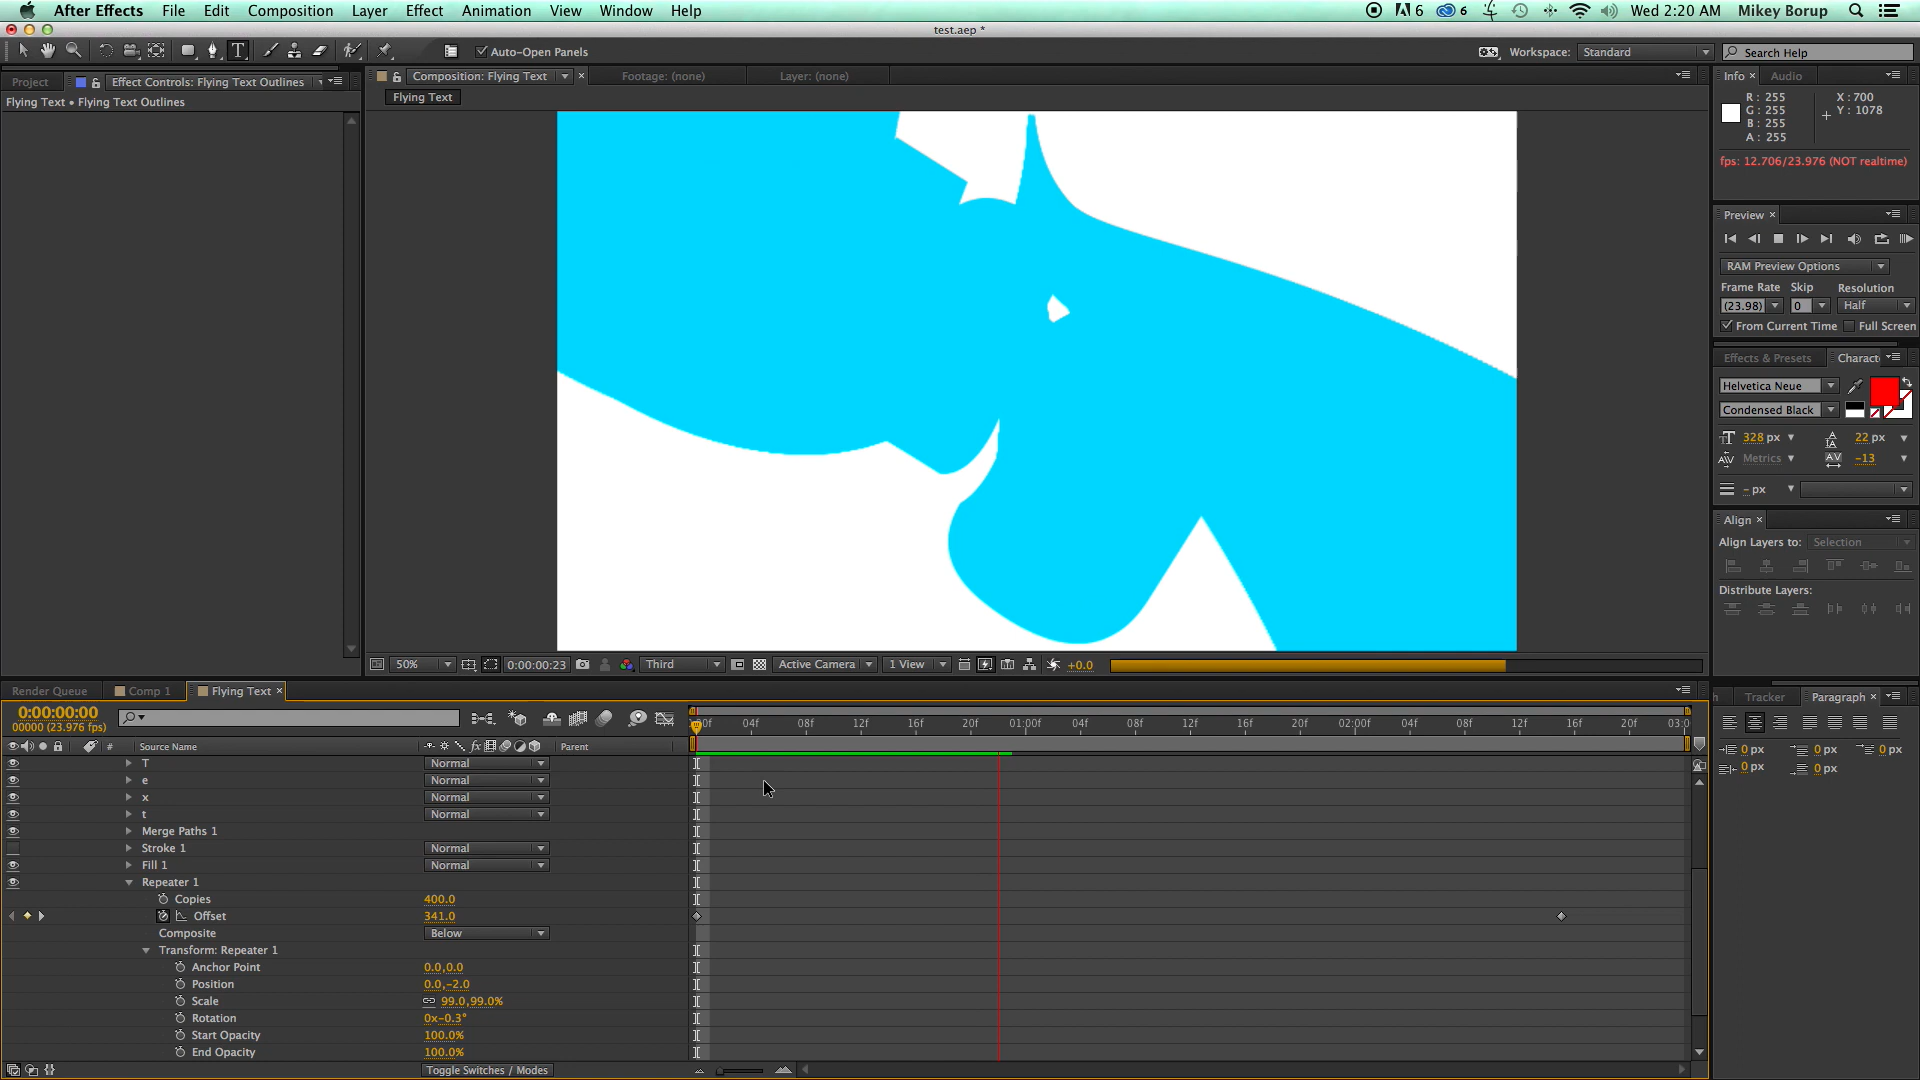 After Effects File Edit Composition Layer Effect Animation View Window Help 6 6 Wed 2:20 AM Mikey Borup
test.aep *
Auto-Open Panels Workspace: Standard Search Help
Project Effect Controls: Flying Text Outlines Composition: Flying Text Footage: (none) Layer: (none) Info Audio
Flying Text • Flying Text Outlines
Flying Text
R: 255 X: 700
G: 255 Y: 1078
B: 255
A: 255
fps: 12.706/23.976 (NOT realtime)
Preview
RAM Preview Options
Frame Rate Skip Resolution
(23.98) 0 Half
From Current Time Full Screen
Effects & Presets Charact
Helvetica Neue
Condensed Black
328 px 22 px
Metrics -13
- px
Align
Align Layers to: Selection
Distribute Layers:
50% 0:00:00:23 Third Active Camera 1 View +0.0
Render Queue Comp 1 Flying Text
Tracker Paragraph
0:00:00:00
00000 (23.976 fps)
:00f 04f 08f 12f 16f 20f 01:00f 04f 08f 12f 16f 20f 02:00f 04f 08f 12f 16f 20f 03:0
# Source Name Parent
0 px 0 px 0 px
0 px 0 px
T Normal
e Normal
x Normal
t Normal
Merge Paths 1
Stroke 1 Normal
Fill 1 Normal
Repeater 1
Copies 400.0
Offset 341.0
Composite Below
Transform: Repeater 1
Anchor Point 0.0,0.0
Position 0.0,-2.0
Scale 99.0,99.0%
Rotation 0x-0.3°
Start Opacity 100.0%
End Opacity 100.0%
Toggle Switches / Modes